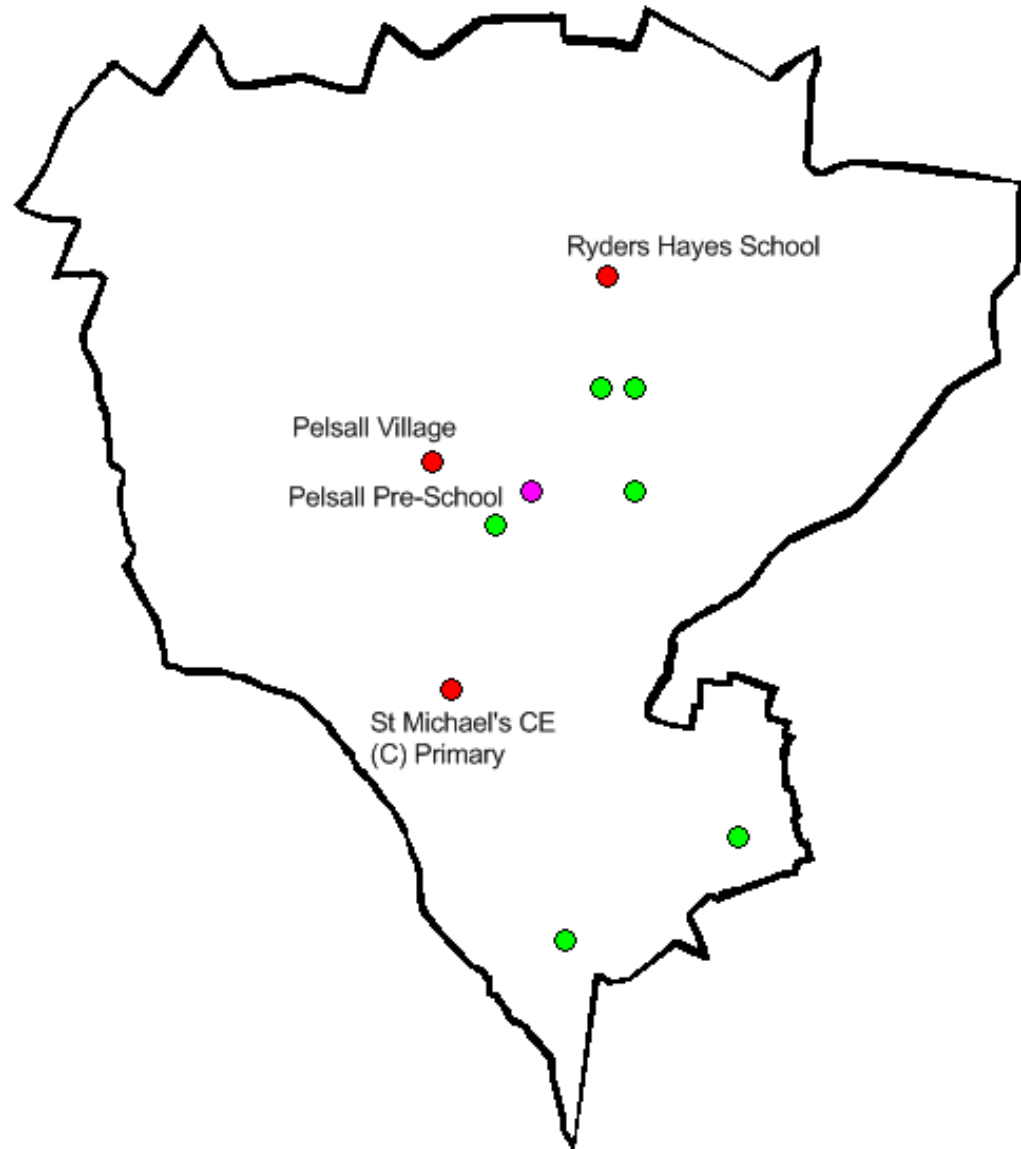 Ryders Hayes School
Pelsall Village
Pelsall Pre-School
St Michael's CE
(C) Primary